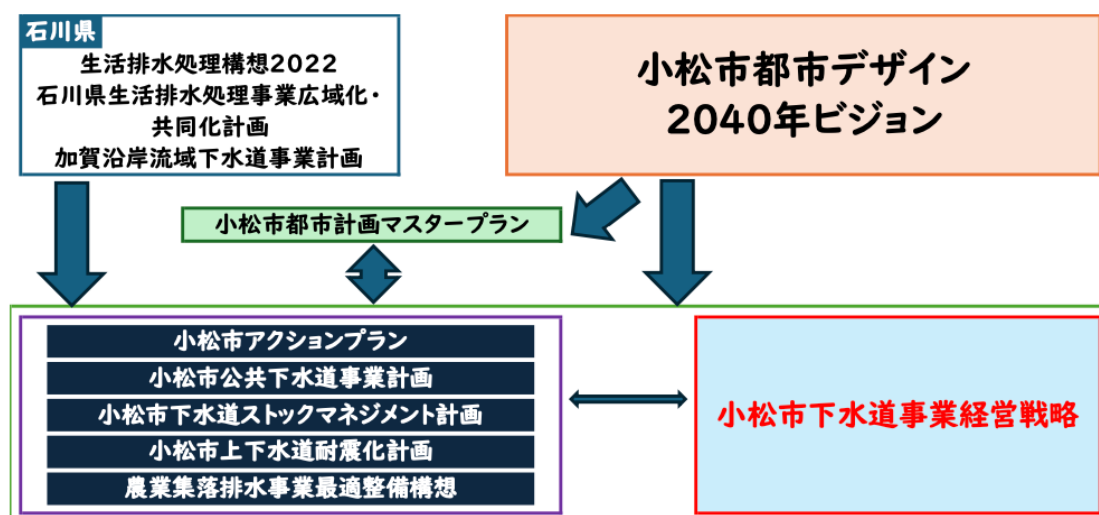 石川県
生活排水処理構想2022
石川県生活排水処理事業広域化・
共同化計画
加賀沿岸流域下水道事業計画
小松市都市デザイン
2040年ビジョン
小松市都市計画マスタープラン
小松市アクションプラン
小松市公共下水道事業計画
小松市下水道ストックマネジメント計画
小松市上下水道耐震化計画
農業集落排水事業最適整備構想
小松市下水道事業経営戦略